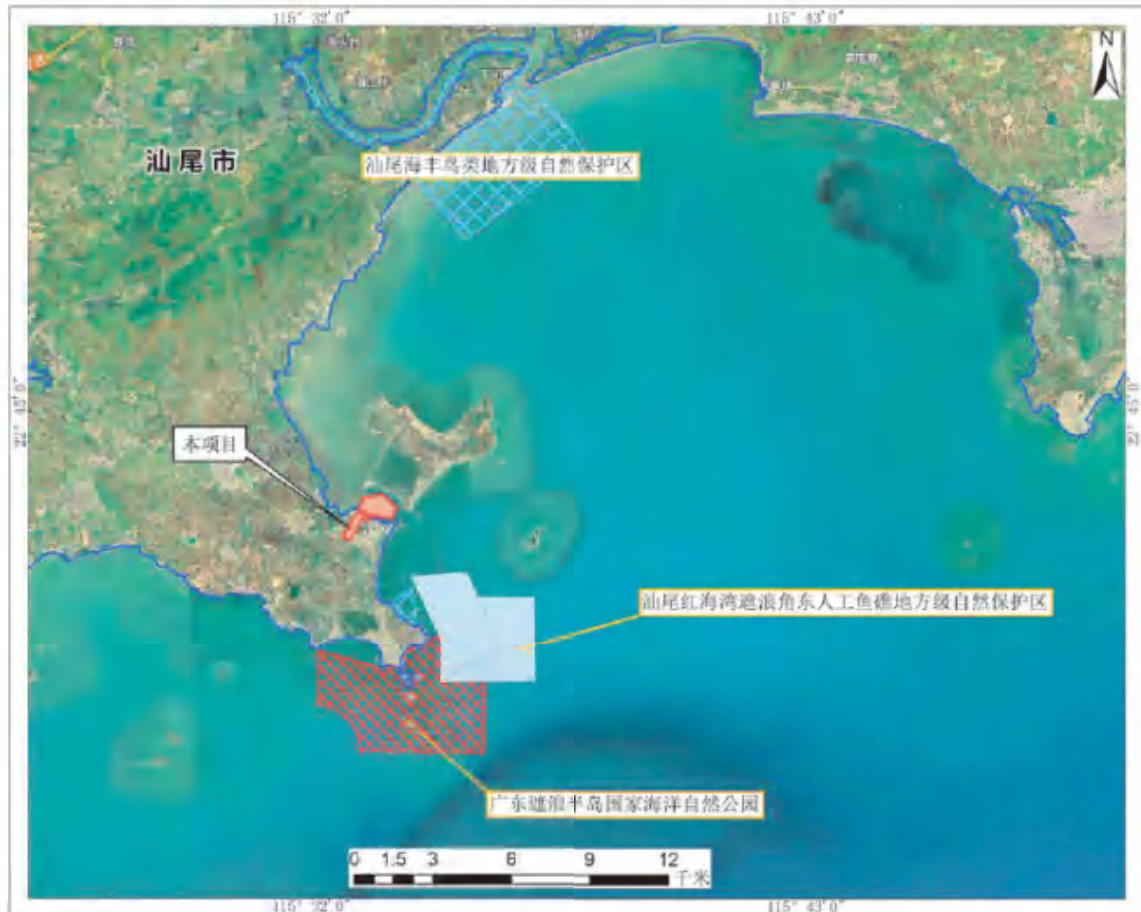 115° 32′ 0″
115° 43′ 0″
N
汕尾市
汕尾海丰鸟类地方级自然保护区
22° 45′ 0″
22° 45′ 0″
本项目
汕尾红海湾遮浪角东人工鱼礁地方级自然保护区
广东遮浪半岛国家海洋自然公园
0 1.5 3 6 9 12
千米
115° 32′ 0″
115° 43′ 0″